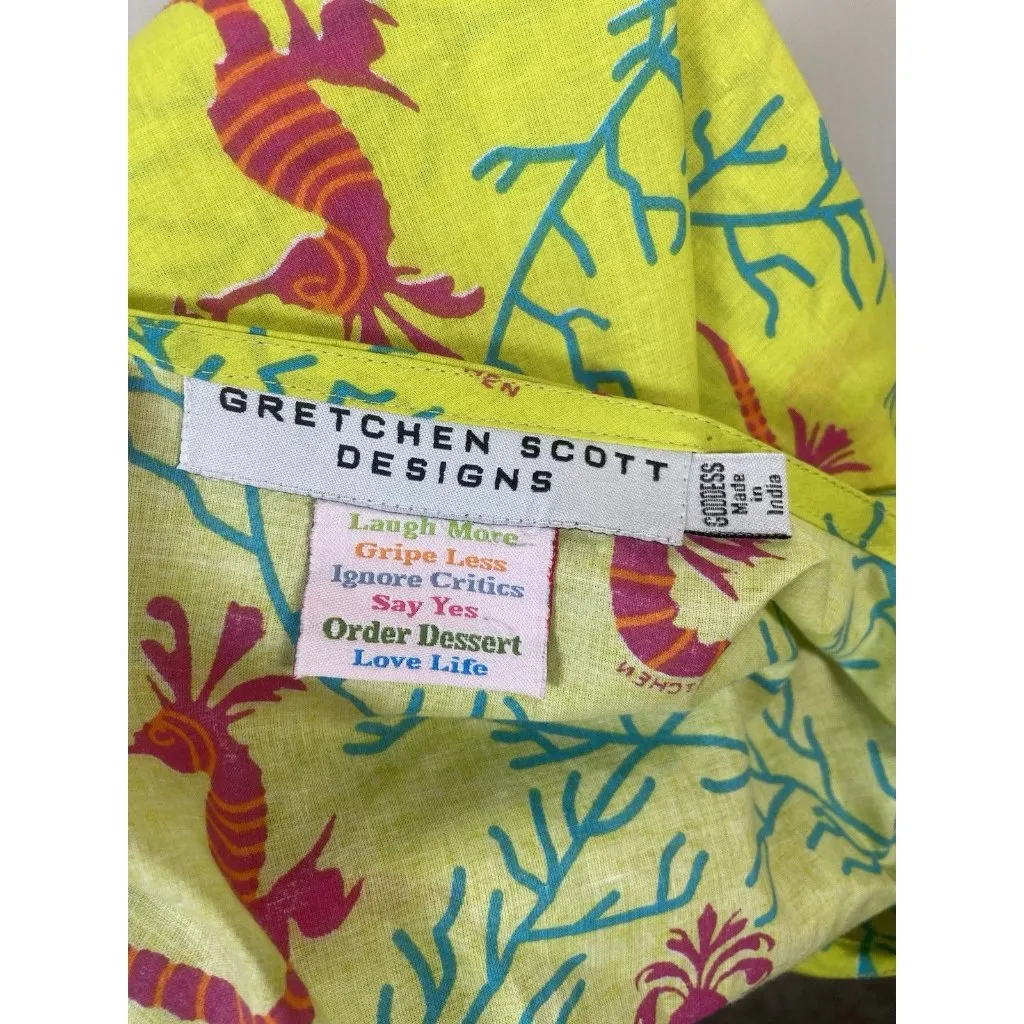 GRETCHEN SCOTT
DESIGNS
GODDESS
Made
in
India
Laugh More
Gripe Less
Ignore Critics
Say Yes
Order Dessert
Love Life